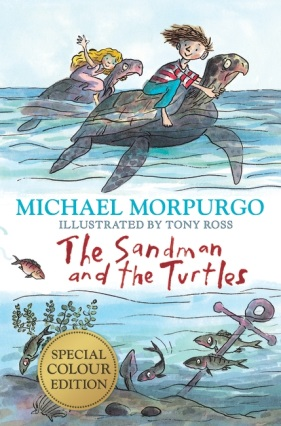 MICHAEL MORPURGO
ILLUSTRATED BY TONY ROSS
The Sandman
and the Turtles
SPECIAL
COLOUR
EDITION